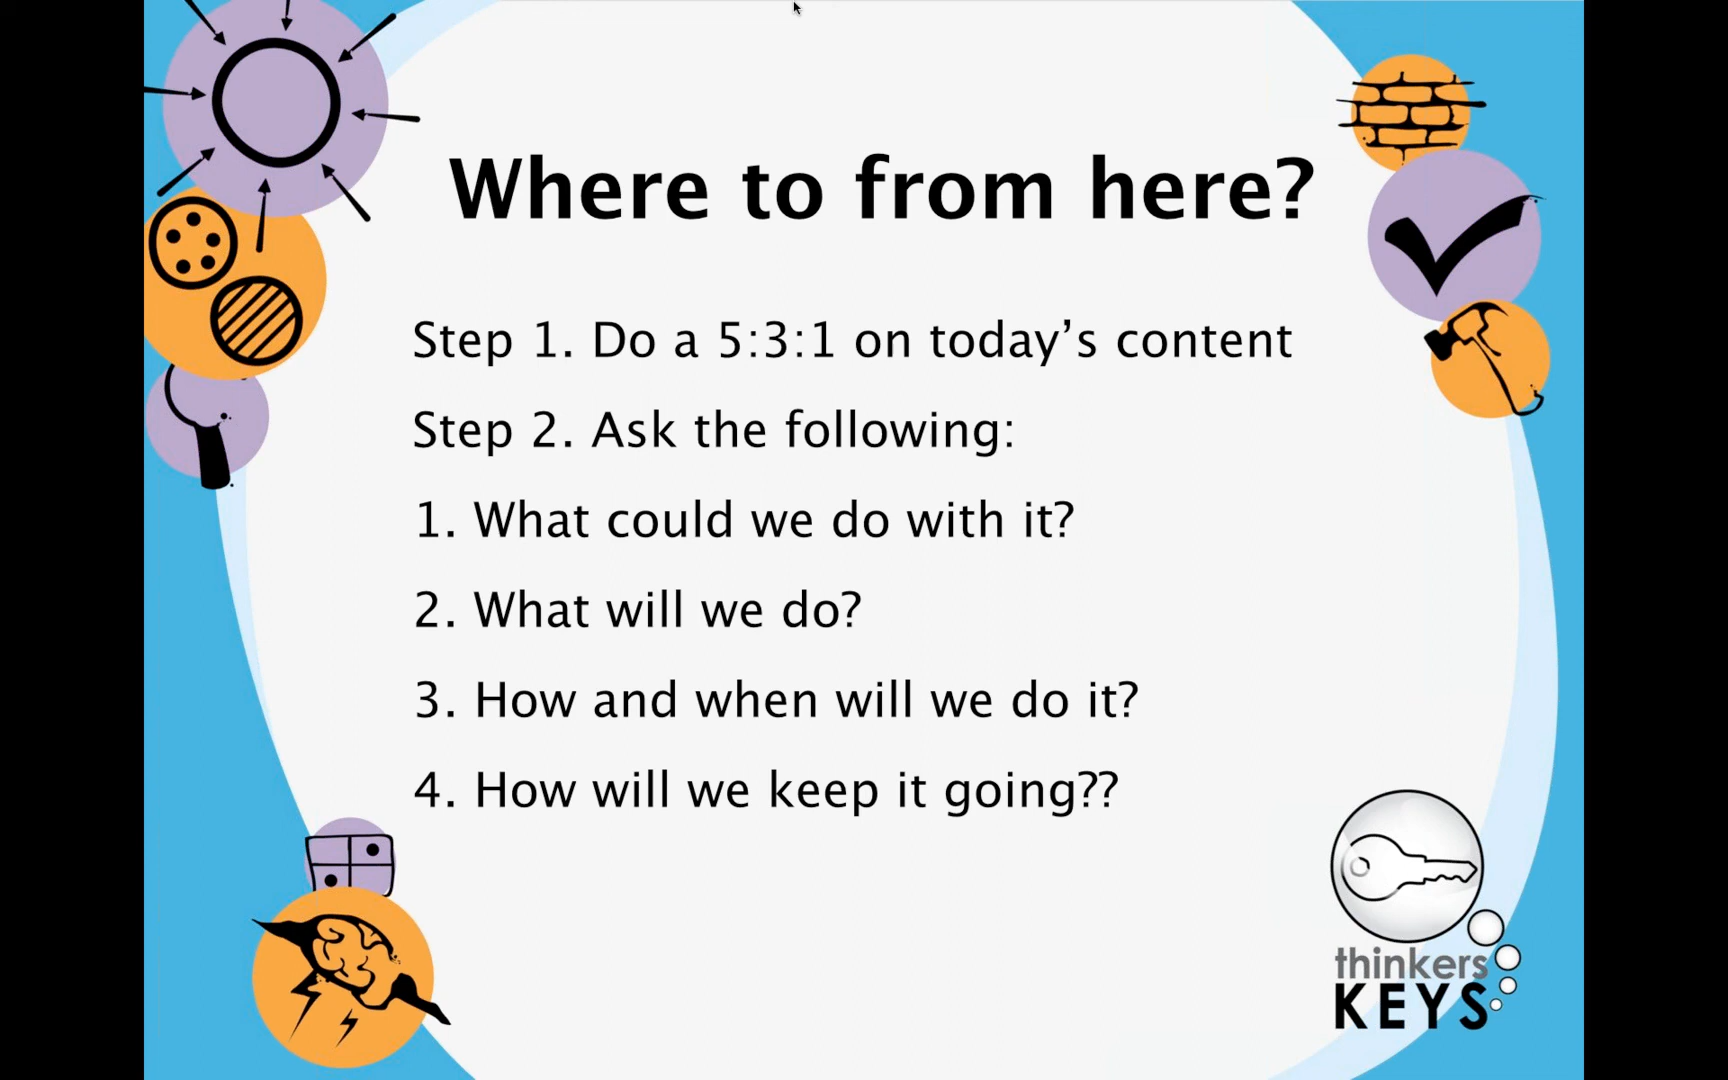 Where to from here?
Step 1. Do a 5:3:1 on today’s content
Step 2. Ask the following:
1. What could we do with it?
2. What will we do?
3. How and when will we do it?
4. How will we keep it going??
thinkers
KEYS